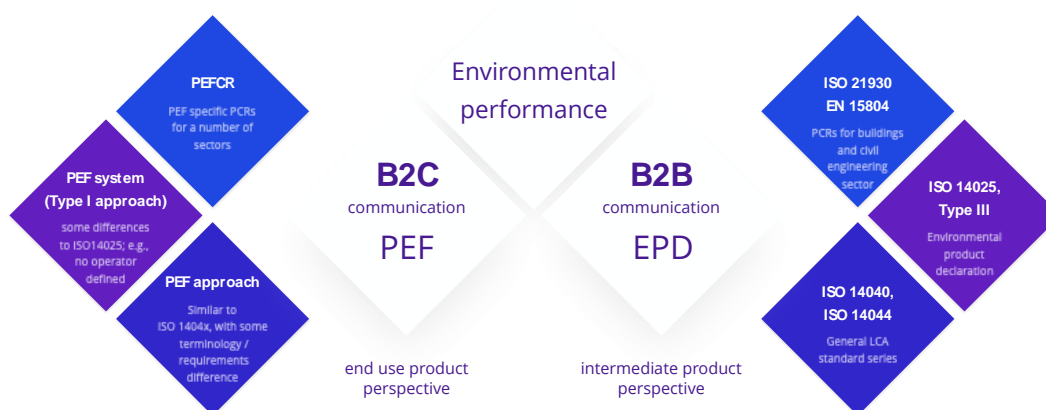 PEFCR
PEF specific PCRs
for a number of
sectors
PEF system
(Type I approach)
some differences
to ISO14025; e.g.,
no operator
defined
PEF approach
Similar to
ISO 1404x, with some
terminology /
requirements
difference
Environmental
performance
B2C
communication
PEF
end use product
perspective
B2B
communication
EPD
intermediate product
perspective
ISO 21930
EN 15804
PCRs for buildings
and civil
engineering
sector
ISO 14025,
Type III
Environmental
product
declaration
ISO 14040,
ISO 14044
General LCA
standard series